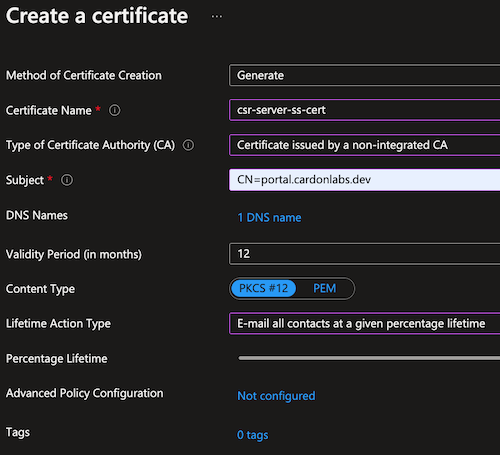 Create a certificate ...
Method of Certificate Creation Generate
Certificate Name * csr-server-ss-cert
Type of Certificate Authority (CA) Certificate issued by a non-integrated CA
Subject * CN=portal.cardonlabs.dev
DNS Names 1 DNS name
Validity Period (in months) 12
Content Type PKCS #12 PEM
Lifetime Action Type E-mail all contacts at a given percentage lifetime
Percentage Lifetime
Advanced Policy Configuration Not configured
Tags 0 tags